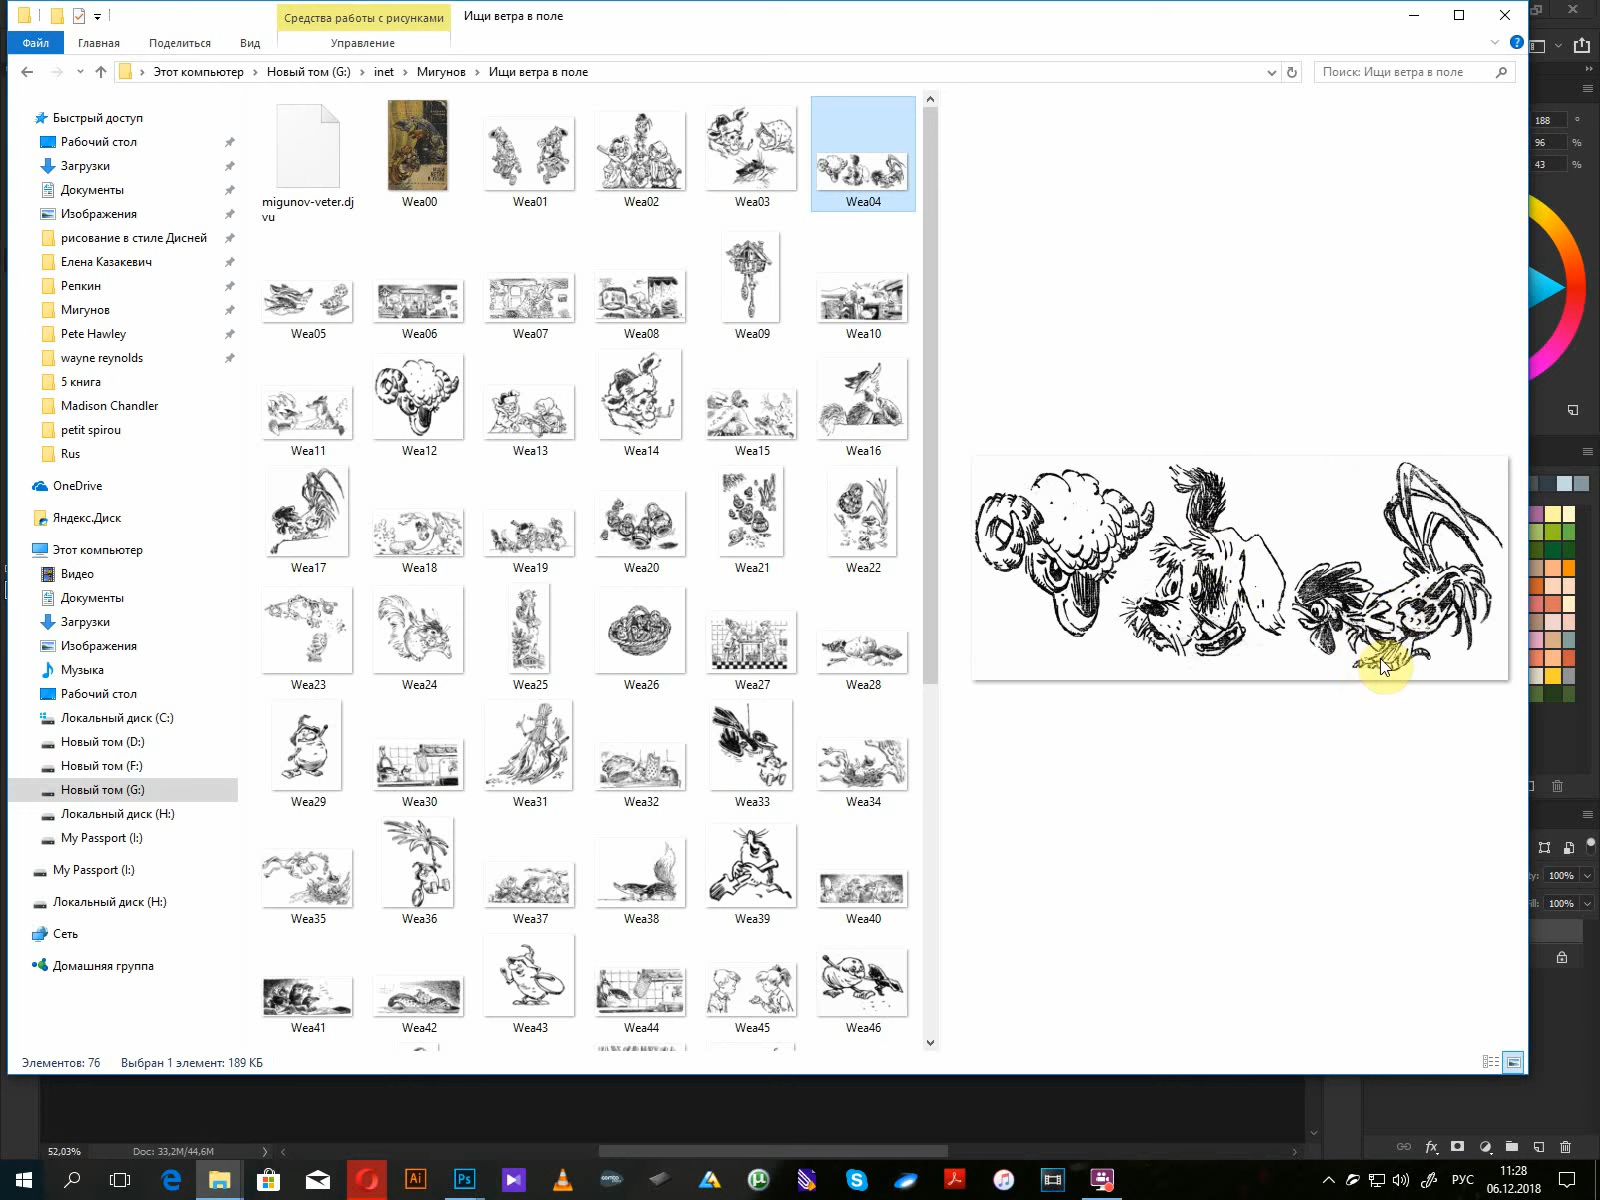 Средства работы с рисунками
Ищи ветра в поле
Файл
Главная
Поделиться
Вид
Управление
Этот компьютер
Новый том (G:)
inet
Мигунов
Ищи ветра в поле
Поиск: Ищи ветра в поле
Быстрый доступ
Рабочий стол
Загрузки
Документы
Изображения
рисование в стиле Дисней
Елена Казакевич
Репкин
Мигунов
Pete Hawley
wayne reynolds
5 книга
Madison Chandler
petit spirou
Rus
OneDrive
Яндекс.Диск
Этот компьютер
Видео
Документы
Загрузки
Изображения
Музыка
Рабочий стол
Локальный диск (C:)
Новый том (D:)
Новый том (F:)
Новый том (G:)
Локальный диск (H:)
My Passport (I:)
My Passport (I:)
Локальный диск (H:)
Сеть
Домашняя группа
migunov-veter.dj
vu
Wea00
Wea01
Wea02
Wea03
Wea04
Wea05
Wea06
Wea07
Wea08
Wea09
Wea10
Wea11
Wea12
Wea13
Wea14
Wea15
Wea16
Wea17
Wea18
Wea19
Wea20
Wea21
Wea22
Wea23
Wea24
Wea25
Wea26
Wea27
Wea28
Wea29
Wea30
Wea31
Wea32
Wea33
Wea34
Wea35
Wea36
Wea37
Wea38
Wea39
Wea40
Wea41
Wea42
Wea43
Wea44
Wea45
Wea46
Элементов: 76
Выбран 1 элемент: 189 КБ
188 °
96 %
43 %
100%
100%
52,03%
Doc: 33,2M/44,6M
fx
Ai
Ps
РУС
11:28
06.12.2018